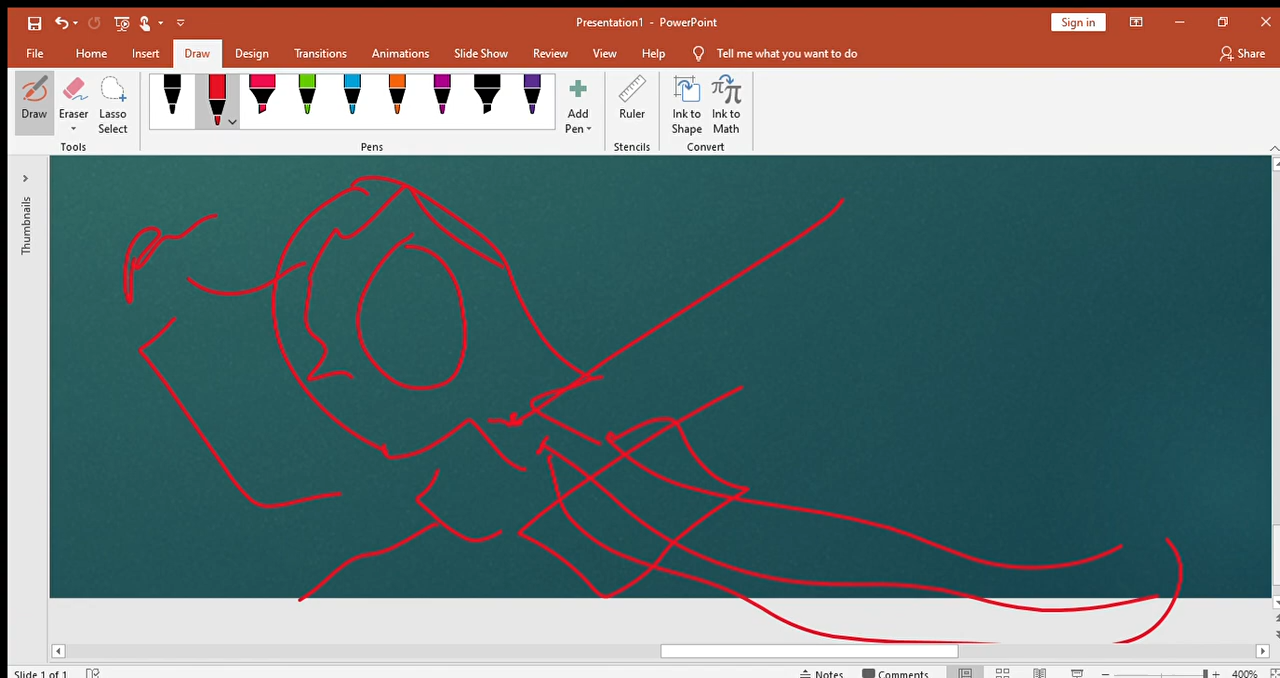 Presentation1 - PowerPoint
Sign in
File Home Insert Draw Design Transitions Animations Slide Show Review View Help Tell me what you want to do Share
Draw Eraser Lasso Select
Add Pen
Ruler
Ink to Shape
Ink to Math
Tools Pens Stencils Convert
Thumbnails
Slide 1 of 1 Notes Comments 400%